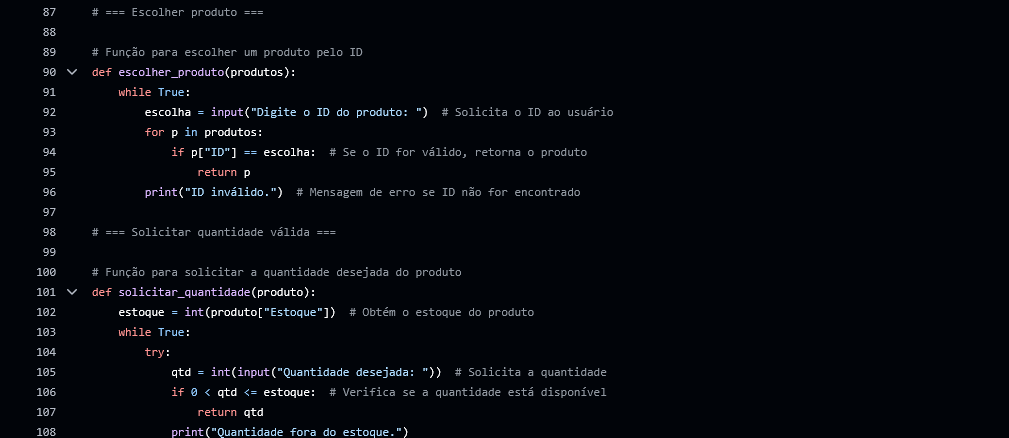 87 # === Escolher produto ===
88
89 # Função para escolher um produto pelo ID
90 def escolher_produto(produtos):
91     while True:
92         escolha = input("Digite o ID do produto: ")  # Solicita o ID ao usuário
93         for p in produtos:
94             if p["ID"] == escolha:  # Se o ID for válido, retorna o produto
95                 return p
96         print("ID inválido.")  # Mensagem de erro se ID não for encontrado
97
98 # === Solicitar quantidade válida ===
99
100 # Função para solicitar a quantidade desejada do produto
101 def solicitar_quantidade(produto):
102     estoque = int(produto["Estoque"])  # Obtém o estoque do produto
103     while True:
104         try:
105             qtd = int(input("Quantidade desejada: "))  # Solicita a quantidade
106             if 0 < qtd <= estoque:  # Verifica se a quantidade está disponível
107                 return qtd
108             print("Quantidade fora do estoque.")